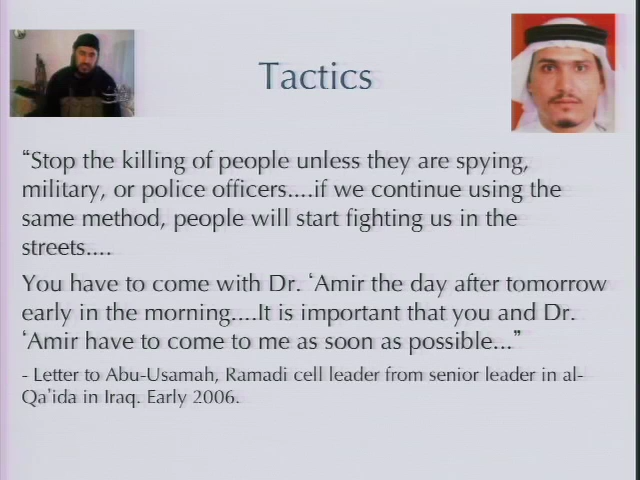 Tactics
“Stop the killing of people unless they are spying,
military, or police officers....if we continue using the
same method, people will start fighting us in the
streets....
You have to come with Dr. ‘Amir the day after tomorrow
early in the morning....It is important that you and Dr.
‘Amir have to come to me as soon as possible...”
- Letter to Abu-Usamah, Ramadi cell leader from senior leader in al-
Qa’ida in Iraq. Early 2006.